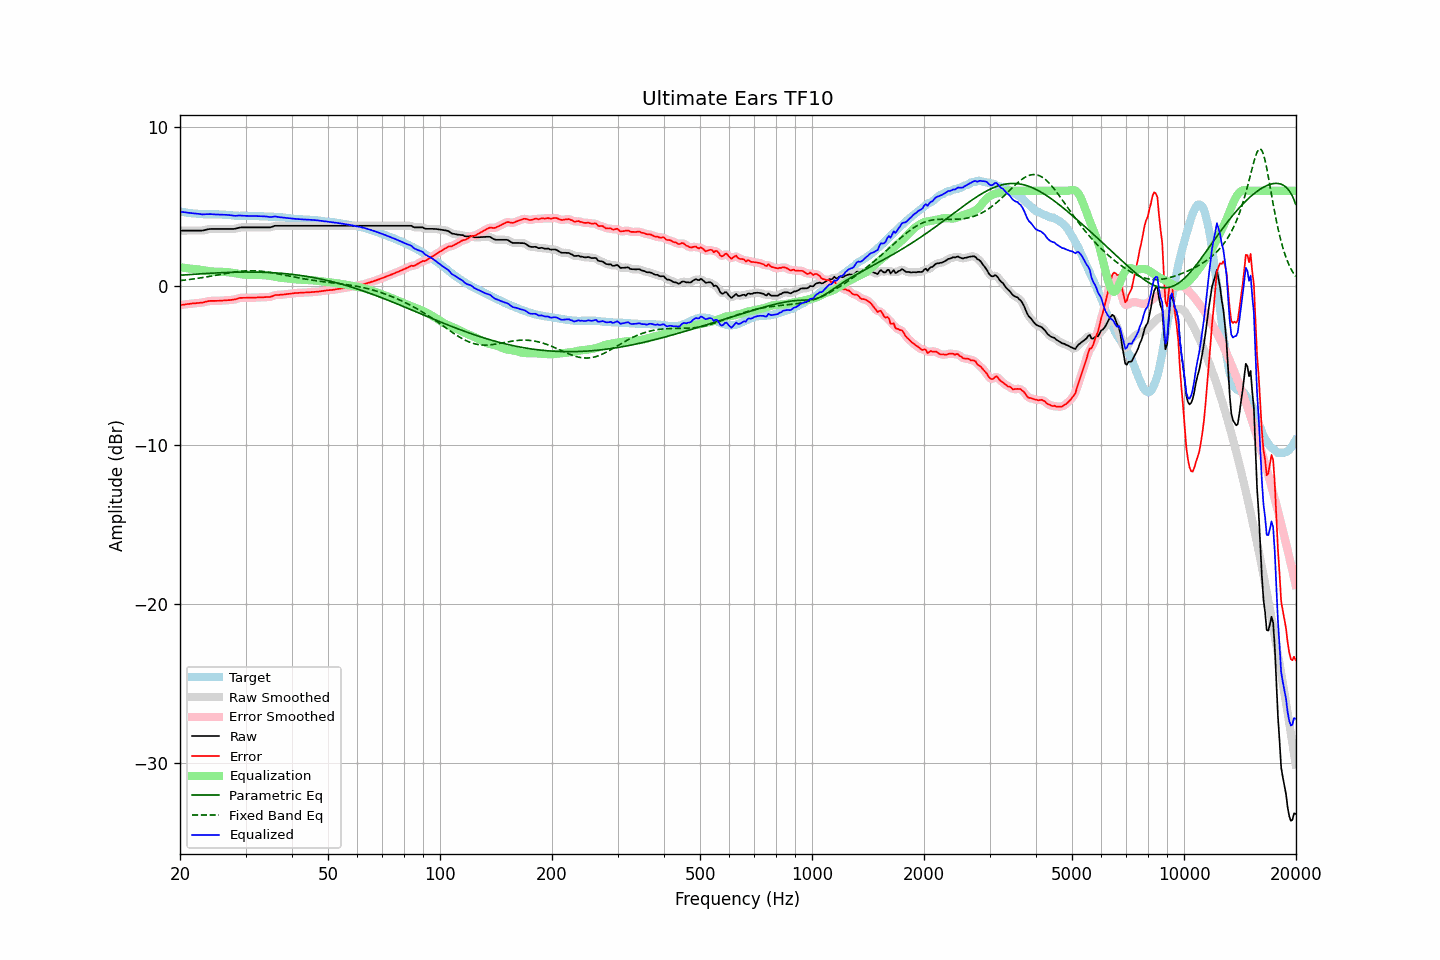 Ultimate Ears TF10
10
0
−10
−20
−30
Amplitude (dBr)
Target
Raw Smoothed
Error Smoothed
Raw
Error
Equalization
Parametric Eq
Fixed Band Eq
Equalized
20 50 100 200 500 1000 2000 5000 10000 20000
Frequency (Hz)